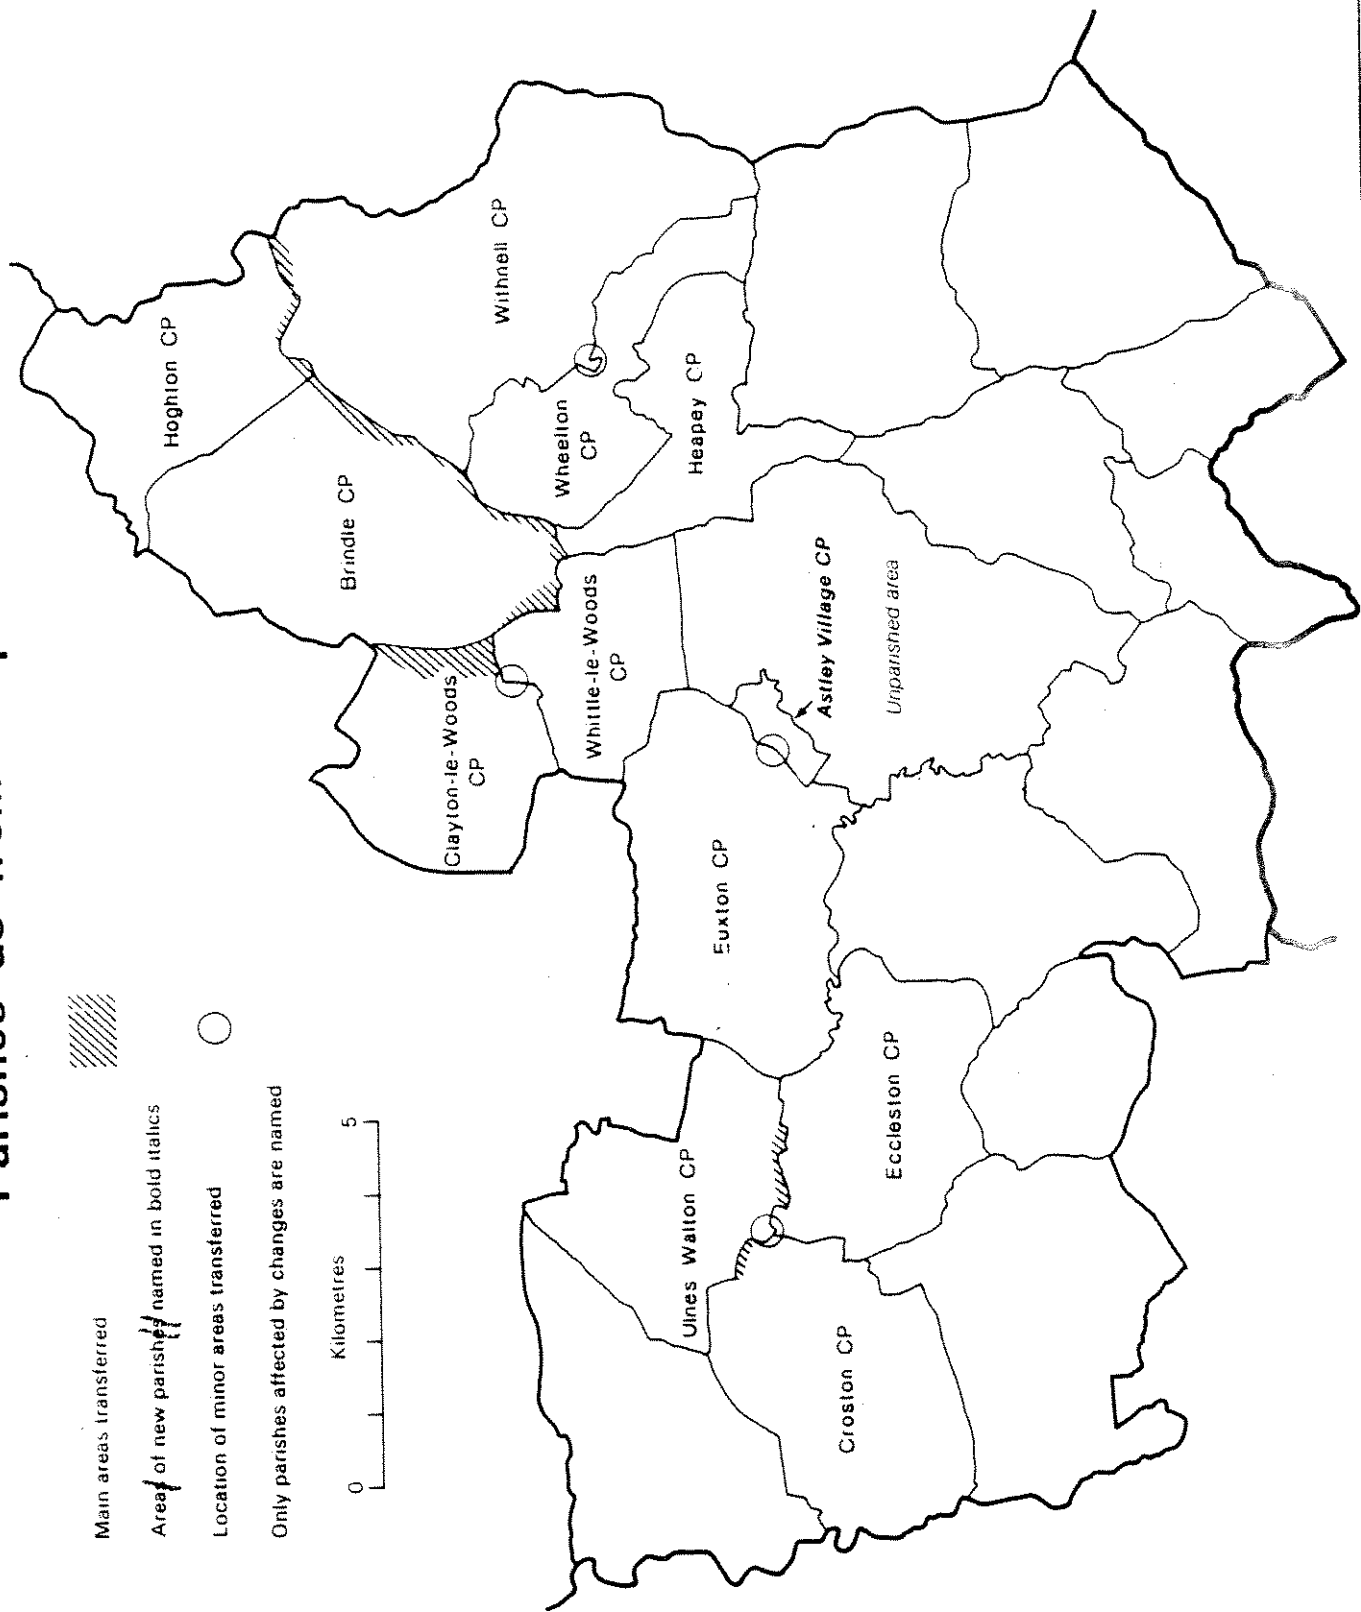 Parishes as from
Main areas transferred
Areas of new parishes named in bold italics
Location of minor areas transferred
Only parishes affected by changes are named
Kilometres
0
5
Hoghton CP
Brindle CP
Withnell CP
Clayton-le-Woods
CP
Wheelton
CP
Whittle-le-Woods
CP
Heapey CP
Ulnes Walton CP
Euxton CP
Astley Village CP
Unparished area
Croston CP
Eccleston CP